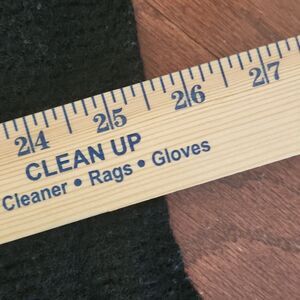 24 25 26 27
CLEAN UP
Cleaner • Rags • Gloves